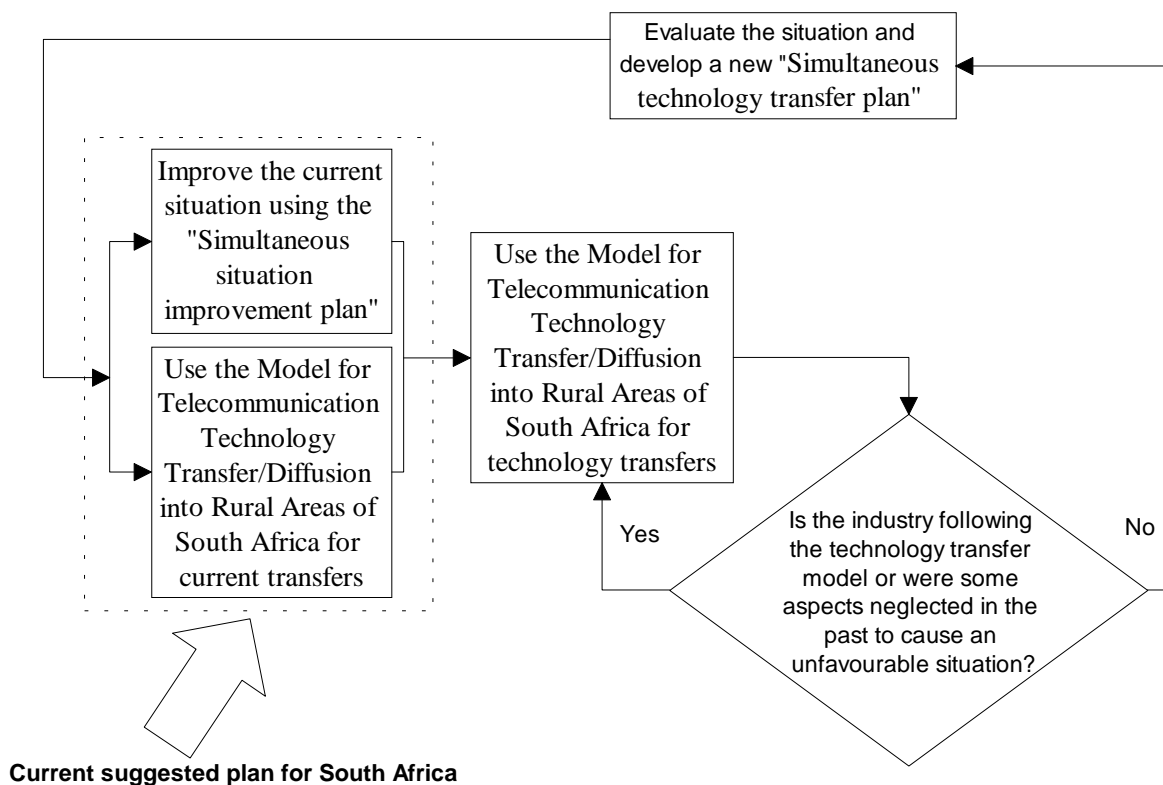 Evaluate the situation and
develop a new "Simultaneous
technology transfer plan"
Improve the current
situation using the
"Simultaneous
situation
improvement plan"
Use the Model for
Telecommunication
Technology
Transfer/Diffusion
into Rural Areas of
South Africa for
current transfers
Use the Model for
Telecommunication
Technology
Transfer/Diffusion
into Rural Areas of
South Africa for
technology transfers
Yes
Is the industry following
the technology transfer
model or were some
aspects neglected in the
past to cause an
unfavourable situation?
No
Current suggested plan for South Africa